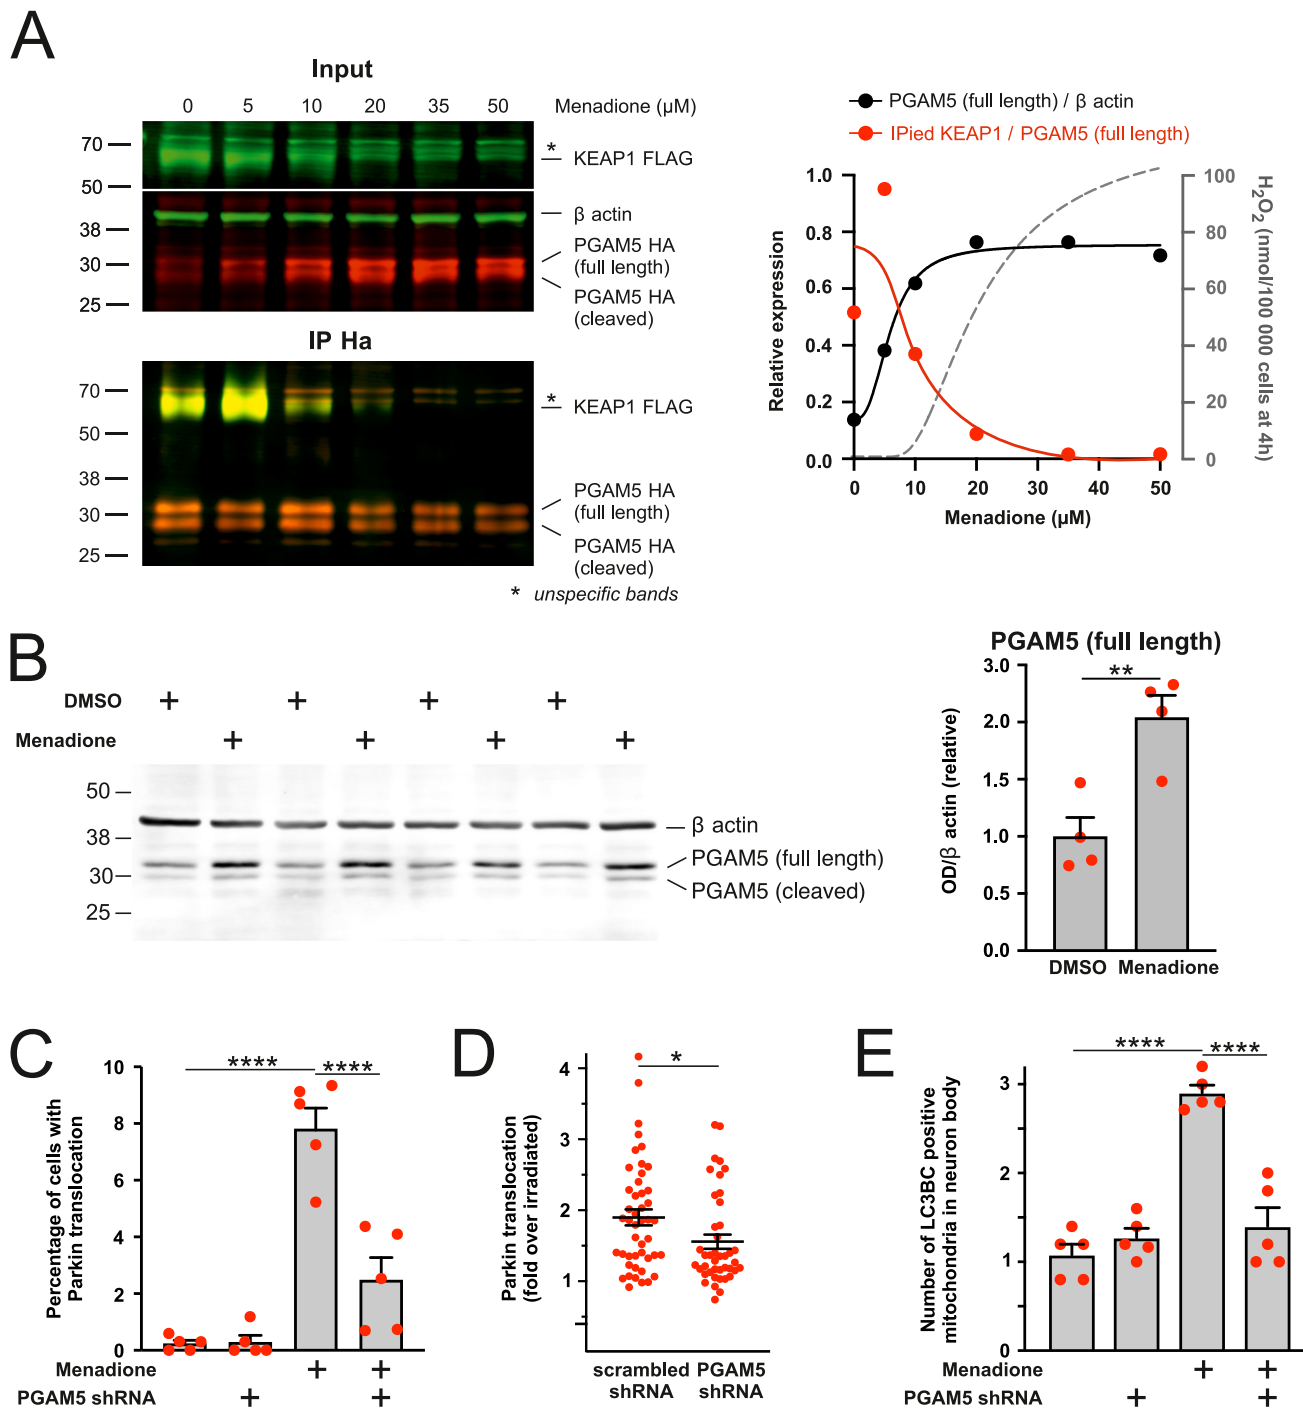 A
Input
0 5 10 20 35 50 Menadione (µM)
70
*
KEAP1 FLAG
50
β actin
38
PGAM5 HA
(full length)
30
PGAM5 HA
(cleaved)
25
IP Ha
70
*
KEAP1 FLAG
50
38
PGAM5 HA
(full length)
30
PGAM5 HA
(cleaved)
25
* unspecific bands
PGAM5 (full length) / β actin
IPied KEAP1 / PGAM5 (full length)
Relative expression
1.0
0.8
0.6
0.4
0.2
0.0
0 10 20 30 40 50
Menadione (µM)
100
80
60
40
20
0
H2O2 (nmol/100 000 cells at 4h)
B
DMSO + + + +
Menadione + + + +
50
38
30
25
β actin
PGAM5 (full length)
PGAM5 (cleaved)
PGAM5 (full length)
OD/β actin (relative)
3.0
2.0
1.5
1.0
0.5
0.0
**
DMSO Menadione
C
Percentage of cells with
Parkin translocation
10
8
6
4
2
0
**** ****
Menadione + +
PGAM5 shRNA + +
D
Parkin translocation
(fold over irradiated)
4
3
2
1
*
scrambled
shRNA
PGAM5
shRNA
E
Number of LC3BC positive
mitochondria in neuron body
3
2
1
0
**** ****
Menadione + +
PGAM5 shRNA + +